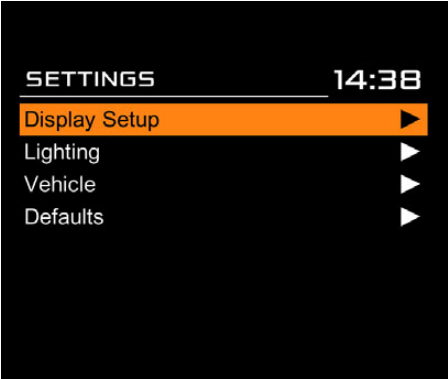 SETTINGS 14:38
Display Setup
Lighting
Vehicle
Defaults